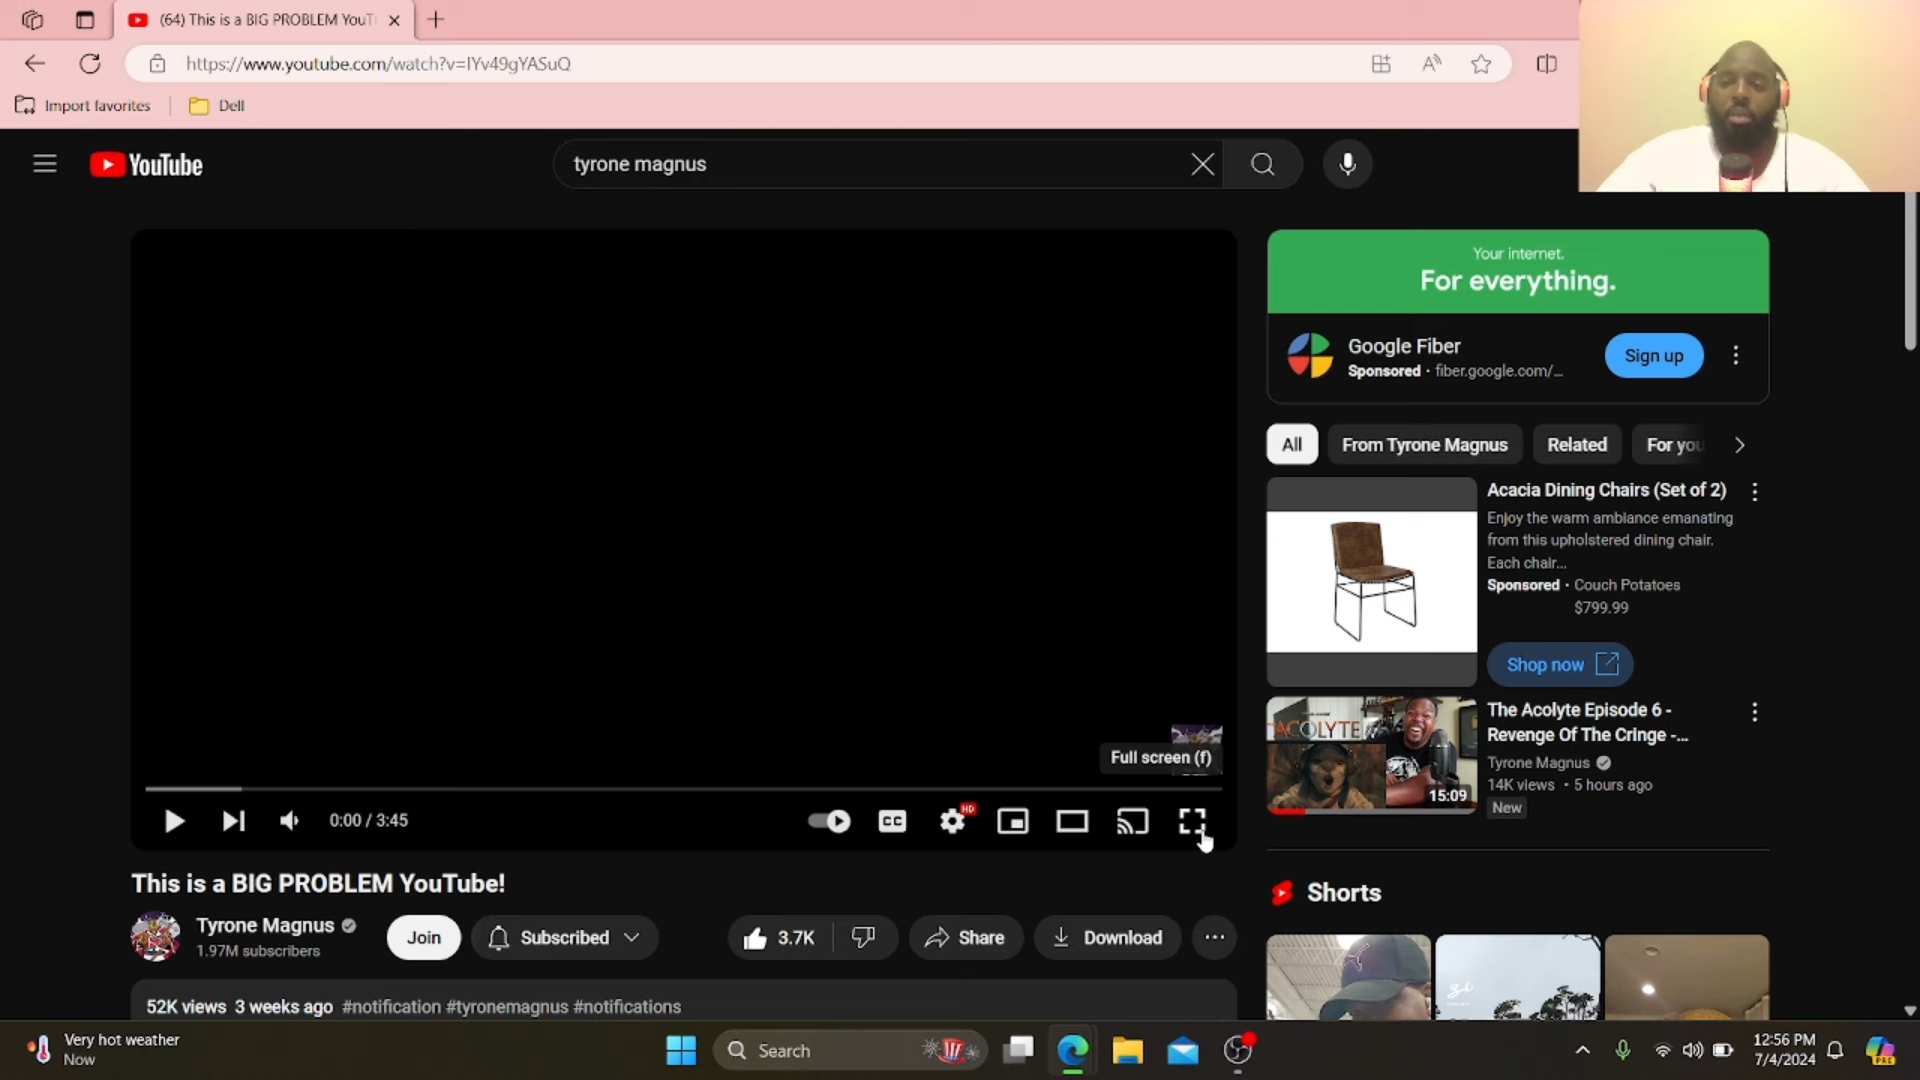 (64) This is a BIG PROBLEM YouT
https://www.youtube.com/watch?v=IYv49gYASuQ
Import favorites
Dell
YouTube
tyrone magnus
Your internet.
For everything.
Google Fiber
Sponsored · fiber.google.com/...
Sign up
All
From Tyrone Magnus
Related
For you
Acacia Dining Chairs (Set of 2)
Enjoy the warm ambiance emanating
from this upholstered dining chair.
Each chair...
Sponsored · Couch Potatoes
$799.99
Shop now
ACOLYTE
15:09
The Acolyte Episode 6 -
Revenge Of The Cringe -...
Tyrone Magnus
14K views • 5 hours ago
New
Full screen (f)
0:00 / 3:45
CC
HD
This is a BIG PROBLEM YouTube!
Tyrone Magnus
1.97M subscribers
Join
Subscribed
3.7K
Share
Download
52K views 3 weeks ago #notification #tyronemagnus #notifications
Shorts
Very hot weather
Now
Search
12:56 PM
7/4/2024
PRE